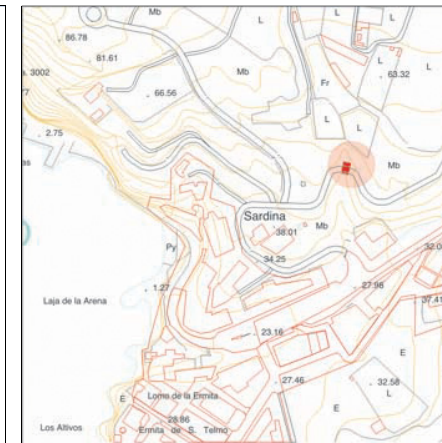 Mb
L
L
86.78
81.61
Mb
L
L
63.32
a. 3002
Fr
66.56
L
L
2.75
Mb
as
Sardina
38.01
Mb
Py
34.25
32.0
1.27
27.98
Laja de la Arena
37.41
23.16
E
27.46
32.58
Lomo de la Ermita
L
E
28.86
E
Los Altivos
Ermita de S. Telmo